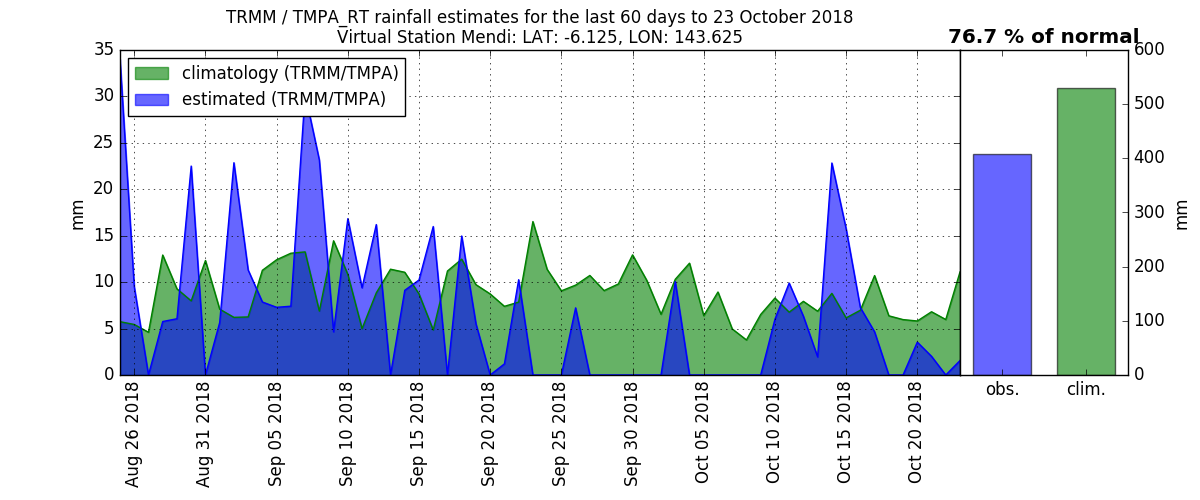 TRMM / TMPA_RT rainfall estimates for the last 60 days to 23 October 2018
Virtual Station Mendi: LAT: -6.125, LON: 143.625
76.7 % of normal
climatology (TRMM/TMPA)
estimated (TRMM/TMPA)
35
30
25
20
15
10
5
0
mm
Aug 26 2018
Aug 31 2018
Sep 05 2018
Sep 10 2018
Sep 15 2018
Sep 20 2018
Sep 25 2018
Sep 30 2018
Oct 05 2018
Oct 10 2018
Oct 15 2018
Oct 20 2018
600
500
400
300
200
100
0
mm
obs.
clim.